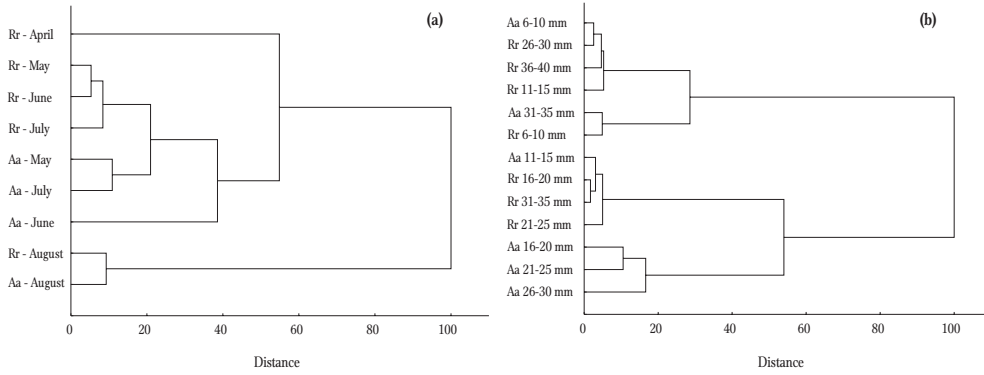 (a)
Rr - April
Rr - May
Rr - June
Rr - July
Aa - May
Aa - July
Aa - June
Rr - August
Aa - August
0 20 40 60 80 100
Distance
(b)
Aa 6-10 mm
Rr 26-30 mm
Rr 36-40 mm
Rr 11-15 mm
Aa 31-35 mm
Rr 6-10 mm
Aa 11-15 mm
Rr 16-20 mm
Rr 31-35 mm
Rr 21-25 mm
Aa 16-20 mm
Aa 21-25 mm
Aa 26-30 mm
0 20 40 60 80 100
Distance